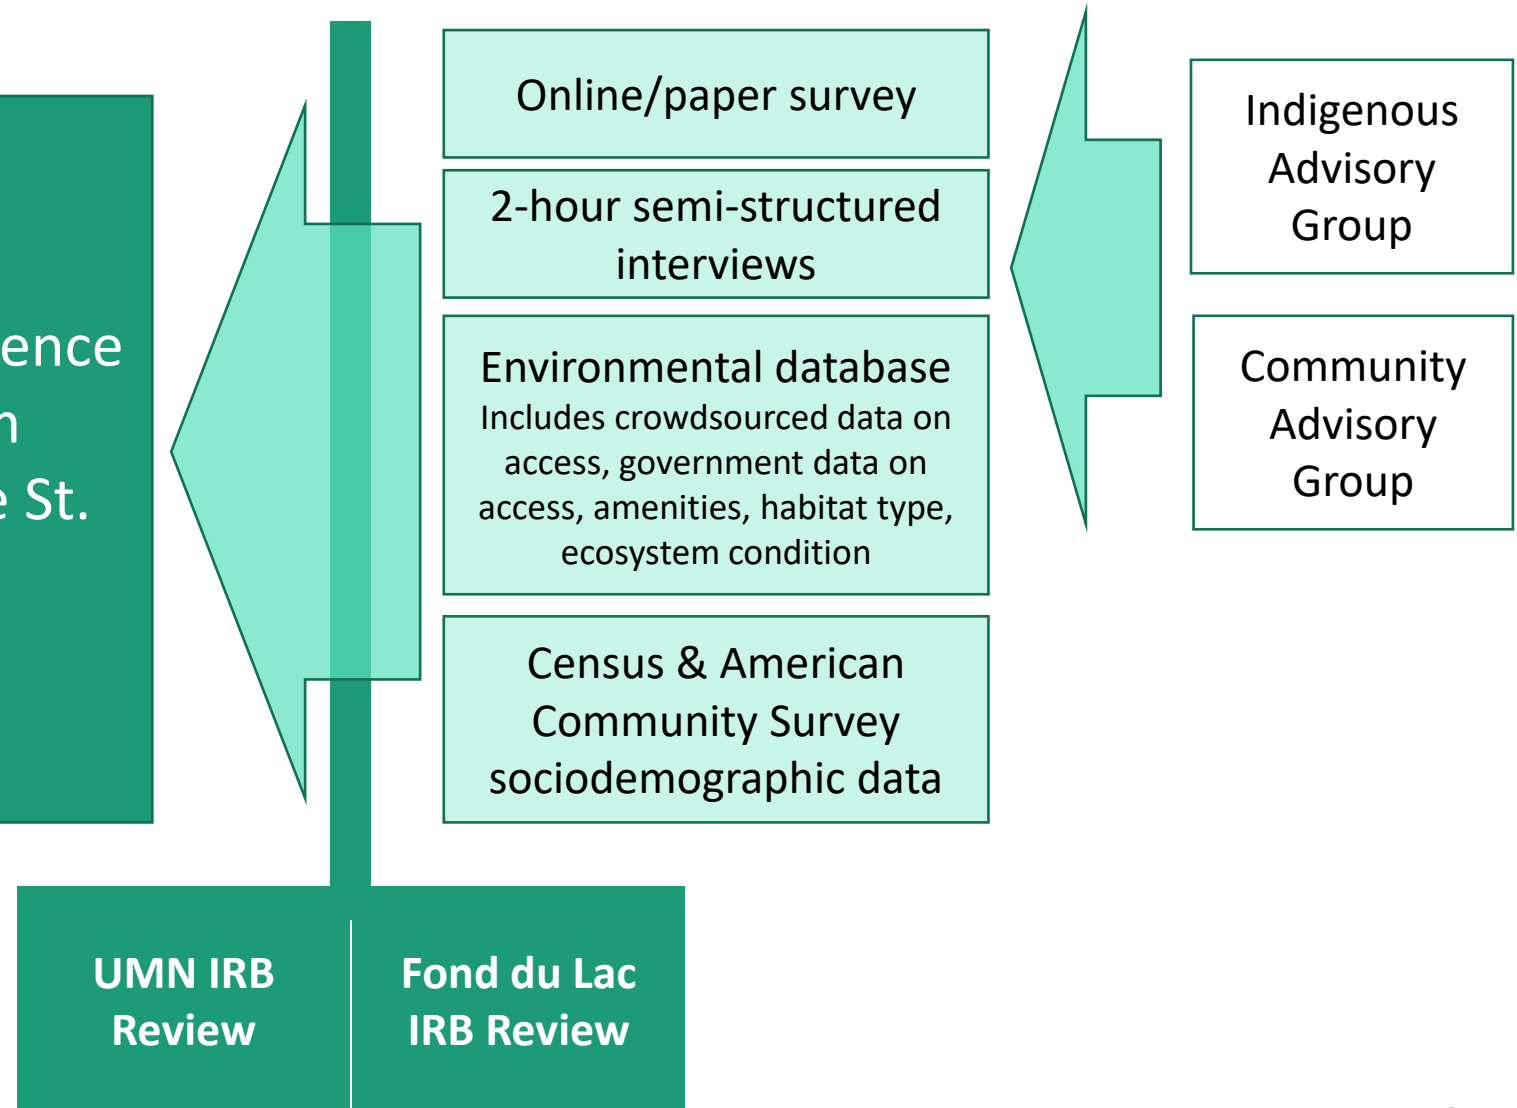 ence
e St.
Online/paper survey
2-hour semi-structured
interviews
Environmental database
Includes crowdsourced data on
access, government data on
access, amenities, habitat type,
ecosystem condition
Census & American
Community Survey
sociodemographic data
Indigenous
Advisory
Group
Community
Advisory
Group
UMN IRB
Review
Fond du Lac
IRB Review